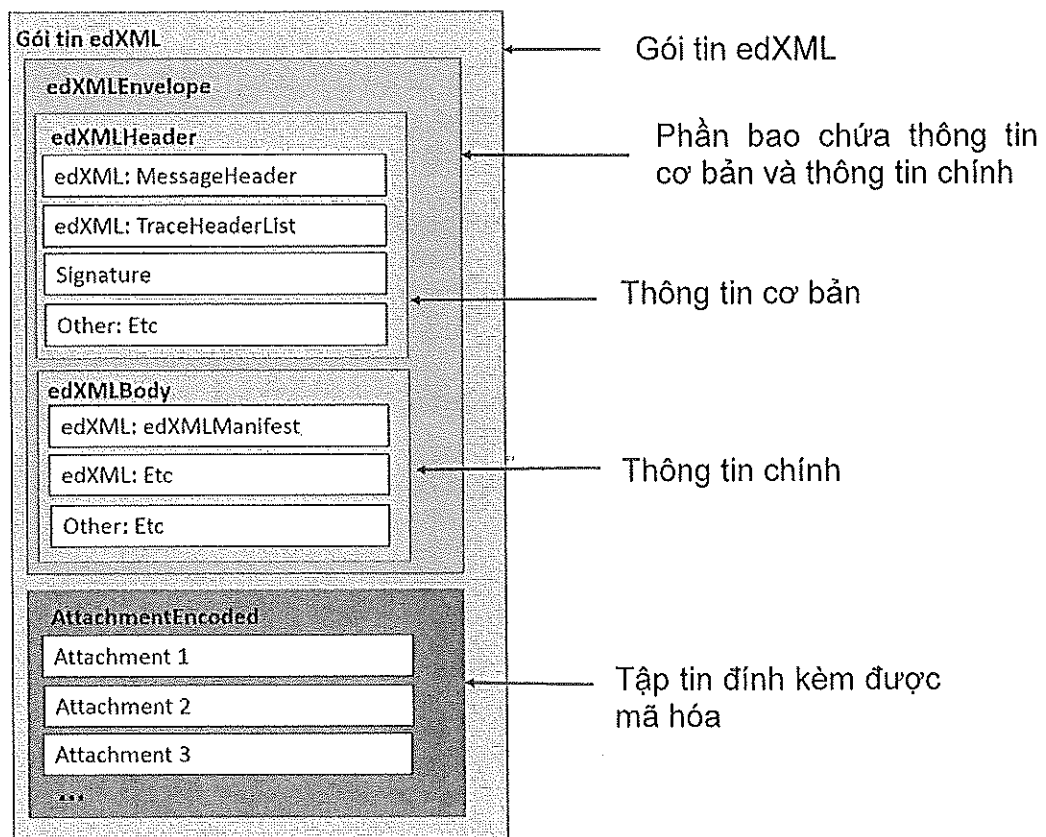 Gói tin edXML
edXMLEnvelope
edXMLHeader
edXML: MessageHeader
edXML: TraceHeaderList
Signature
Other: Etc
edXMLBody
edXML: edXMLManifest
edXML: Etc
Other: Etc
AttachmentEncoded
Attachment 1
Attachment 2
Attachment 3
...
Gói tin edXML
Phần bao chứa thông tin
cơ bản và thông tin chính
Thông tin cơ bản
Thông tin chính
Tập tin đính kèm được
mã hóa